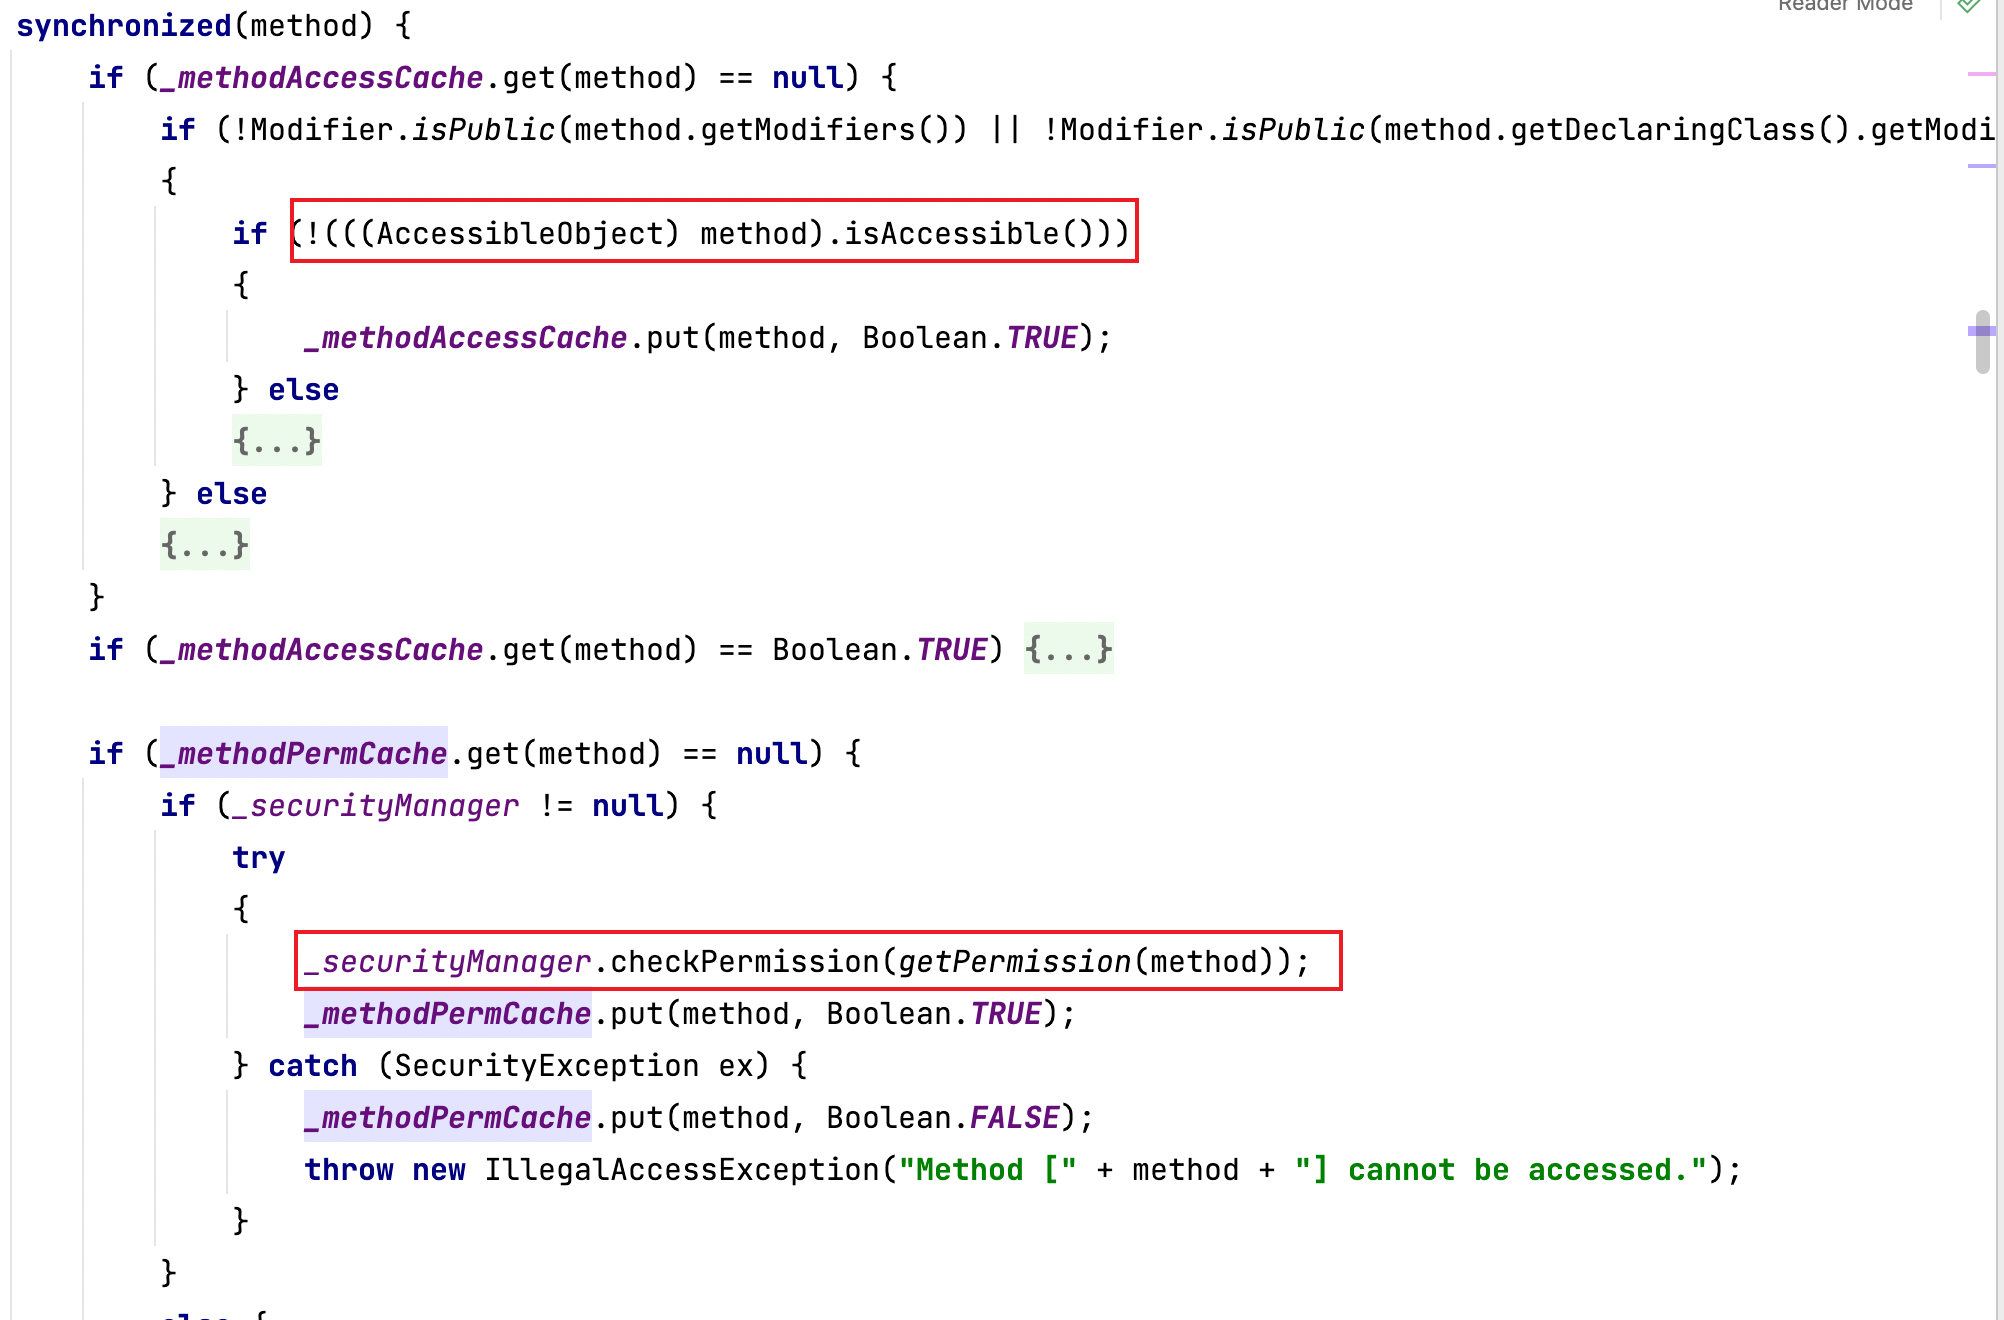 Reader Mode
synchronized(method) {
if (_methodAccessCache.get(method) == null) {
if (!Modifier.isPublic(method.getModifiers()) || !Modifier.isPublic(method.getDeclaringClass().getModi
{
if (!(((AccessibleObject) method).isAccessible()))
{
_methodAccessCache.put(method, Boolean.TRUE);
} else
{...}
} else
{...}
}
if (_methodAccessCache.get(method) == Boolean.TRUE) {...}
if (_methodPermCache.get(method) == null) {
if (_securityManager != null) {
try
{
_securityManager.checkPermission(getPermission(method));
_methodPermCache.put(method, Boolean.TRUE);
} catch (SecurityException ex) {
_methodPermCache.put(method, Boolean.FALSE);
throw new IllegalAccessException("Method [" + method + "] cannot be accessed.");
}
}
else {